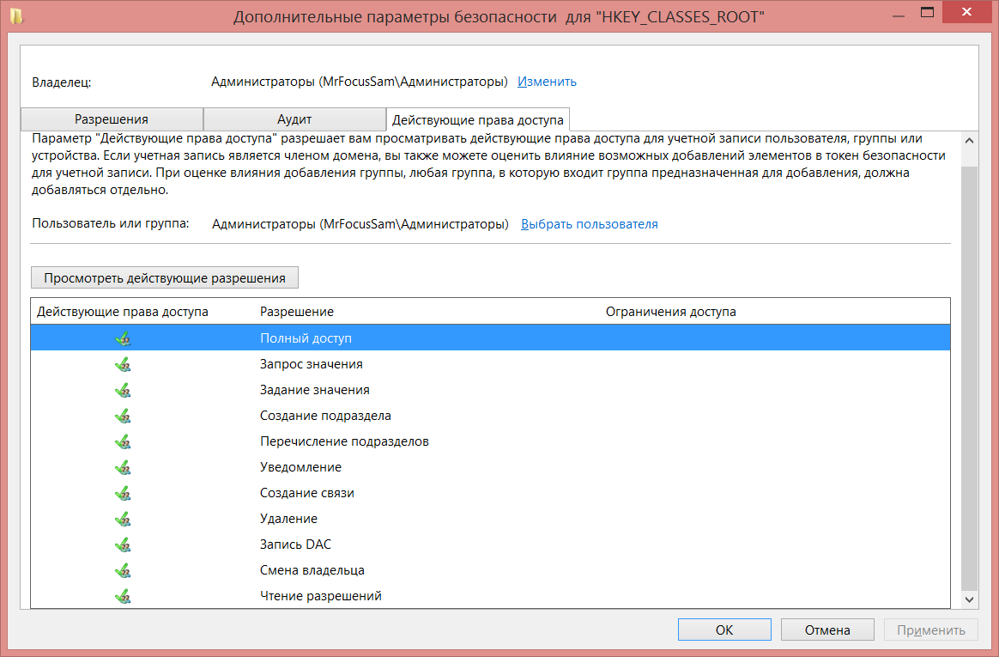 Дополнительные параметры безопасности для "HKEY_CLASSES_ROOT"
Владелец: Администраторы (MrFocusSam\Администраторы) Изменить
Разрешения Аудит Действующие права доступа
Параметр "Действующие права доступа" разрешает вам просматривать действующие права доступа для учетной записи пользователя, группы или
устройства. Если учетная запись является членом домена, вы также можете оценить влияние возможных добавлений элементов в токен безопасности
для учетной записи. При оценке влияния добавления группы, любая группа, в которую входит группа предназначенная для добавления, должна
добавляться отдельно.
Пользователь или группа: Администраторы (MrFocusSam\Администраторы) Выбрать пользователя
Просмотреть действующие разрешения
Действующие права доступа Разрешение Ограничения доступа
Полный доступ
Запрос значения
Задание значения
Создание подраздела
Перечисление подразделов
Уведомление
Создание связи
Удаление
Запись DAC
Смена владельца
Чтение разрешений
ОК Отмена Применить